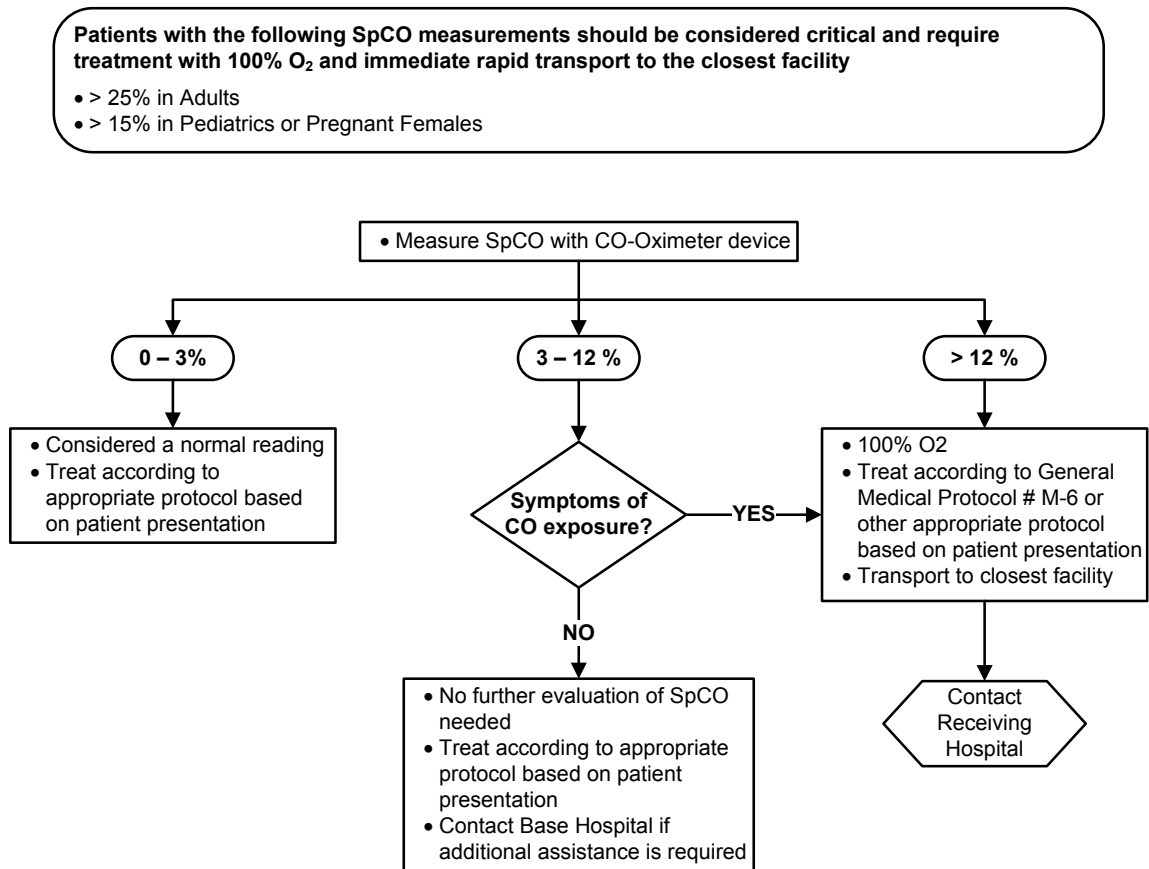 Patients with the following SpCO measurements should be considered critical and require
treatment with 100% O₂ and immediate rapid transport to the closest facility
• > 25% in Adults
• > 15% in Pediatrics or Pregnant Females
• Measure SpCO with CO-Oximeter device
0 – 3%
3 – 12 %
> 12 %
• Considered a normal reading
• Treat according to
appropriate protocol based
on patient presentation
Symptoms of
CO exposure?
YES
• 100% O2
• Treat according to General
Medical Protocol # M-6 or
other appropriate protocol
based on patient presentation
• Transport to closest facility
NO
• No further evaluation of SpCO
needed
• Treat according to appropriate
protocol based on patient
presentation
• Contact Base Hospital if
additional assistance is required
Contact
Receiving
Hospital